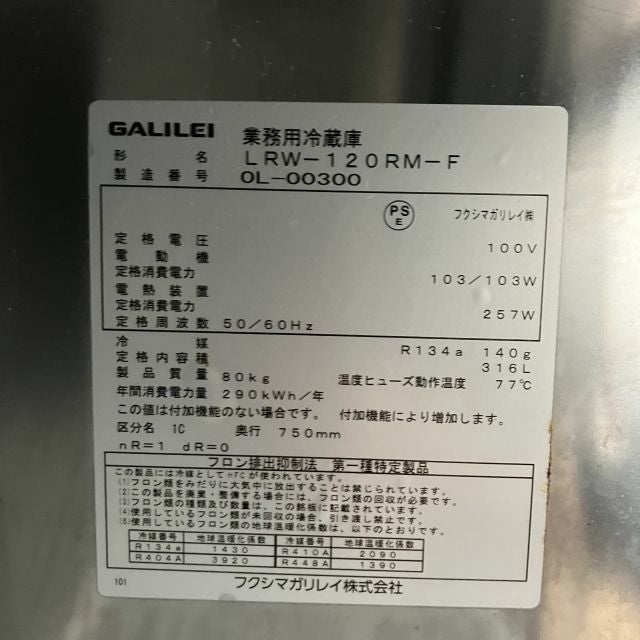 GALILEI 業務用冷蔵庫
形名 LRW-120RM-F
製造番号 0L-00300
PS E フクシマガリレイ㈱
定格電圧 100V
電動機
定格消費電力 103/103W
電熱装置
定格消費電力 257W
定格周波数 50/60Hz
冷媒 R134a 140g
定格内容積 316L
製品質量 80kg 温度ヒューズ動作温度 77℃
年間消費電力量 290kWh/年
この値は付加機能のない場合です。 付加機能により増加します。
区分名 1C 奥行 750mm
nR=1 dR=0
フロン排出抑制法 第一種特定製品
この製品には冷媒としてHFCが使われています。
(1)フロン類をみだりに大気に放出することは禁じられています。
(2)この製品を廃棄・整備する場合には、フロン類の回収が必要です。
(3)フロン類の種類及び数量は、この銘板に記載されています。
(4)使用しているフロン類が未回収の場合、引き渡し禁止です。
(5)使用しているフロン類の地球温暖化係数は、以下のとおりです。
冷媒番号 地球温暖化係数 冷媒番号 地球温暖化係数
R134a 1430 R410A 2090
R404A 3920 R448A 1390
101 フクシマガリレイ株式会社